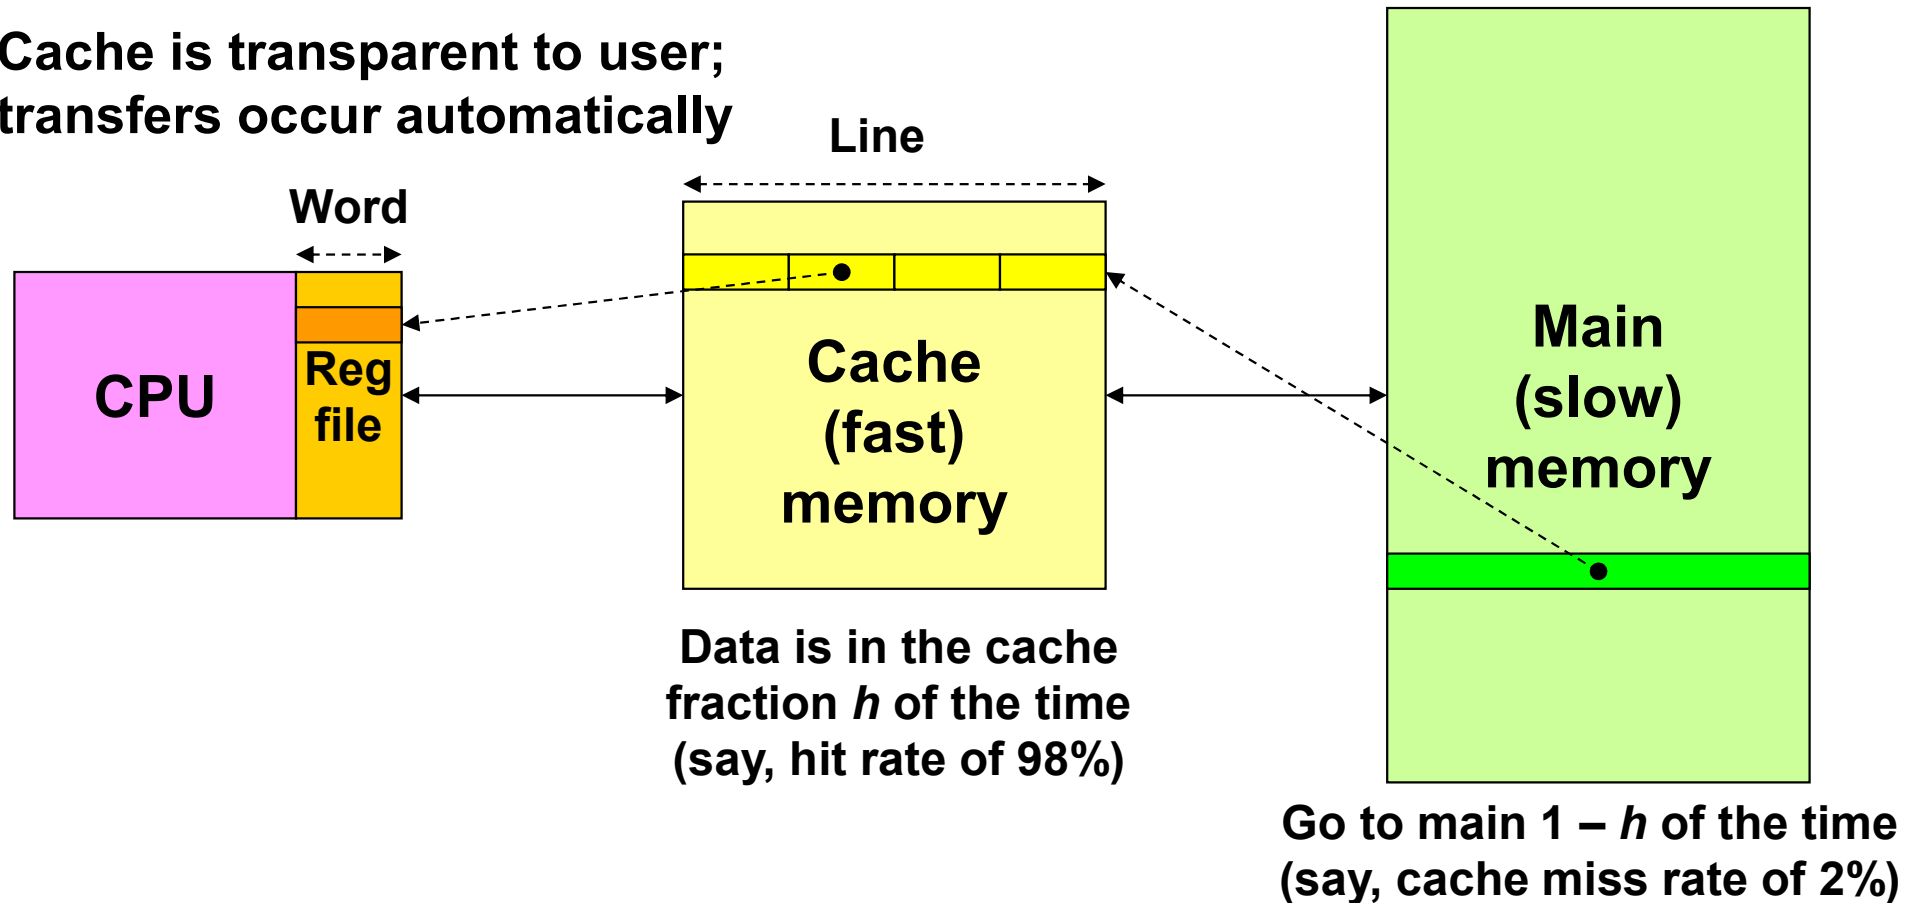 Cache is transparent to user;
transfers occur automatically
Line
Word
CPU
Reg
file
Cache
(fast)
memory
Main
(slow)
memory
Data is in the cache
fraction h of the time
(say, hit rate of 98%)
Go to main 1 – h of the time
(say, cache miss rate of 2%)